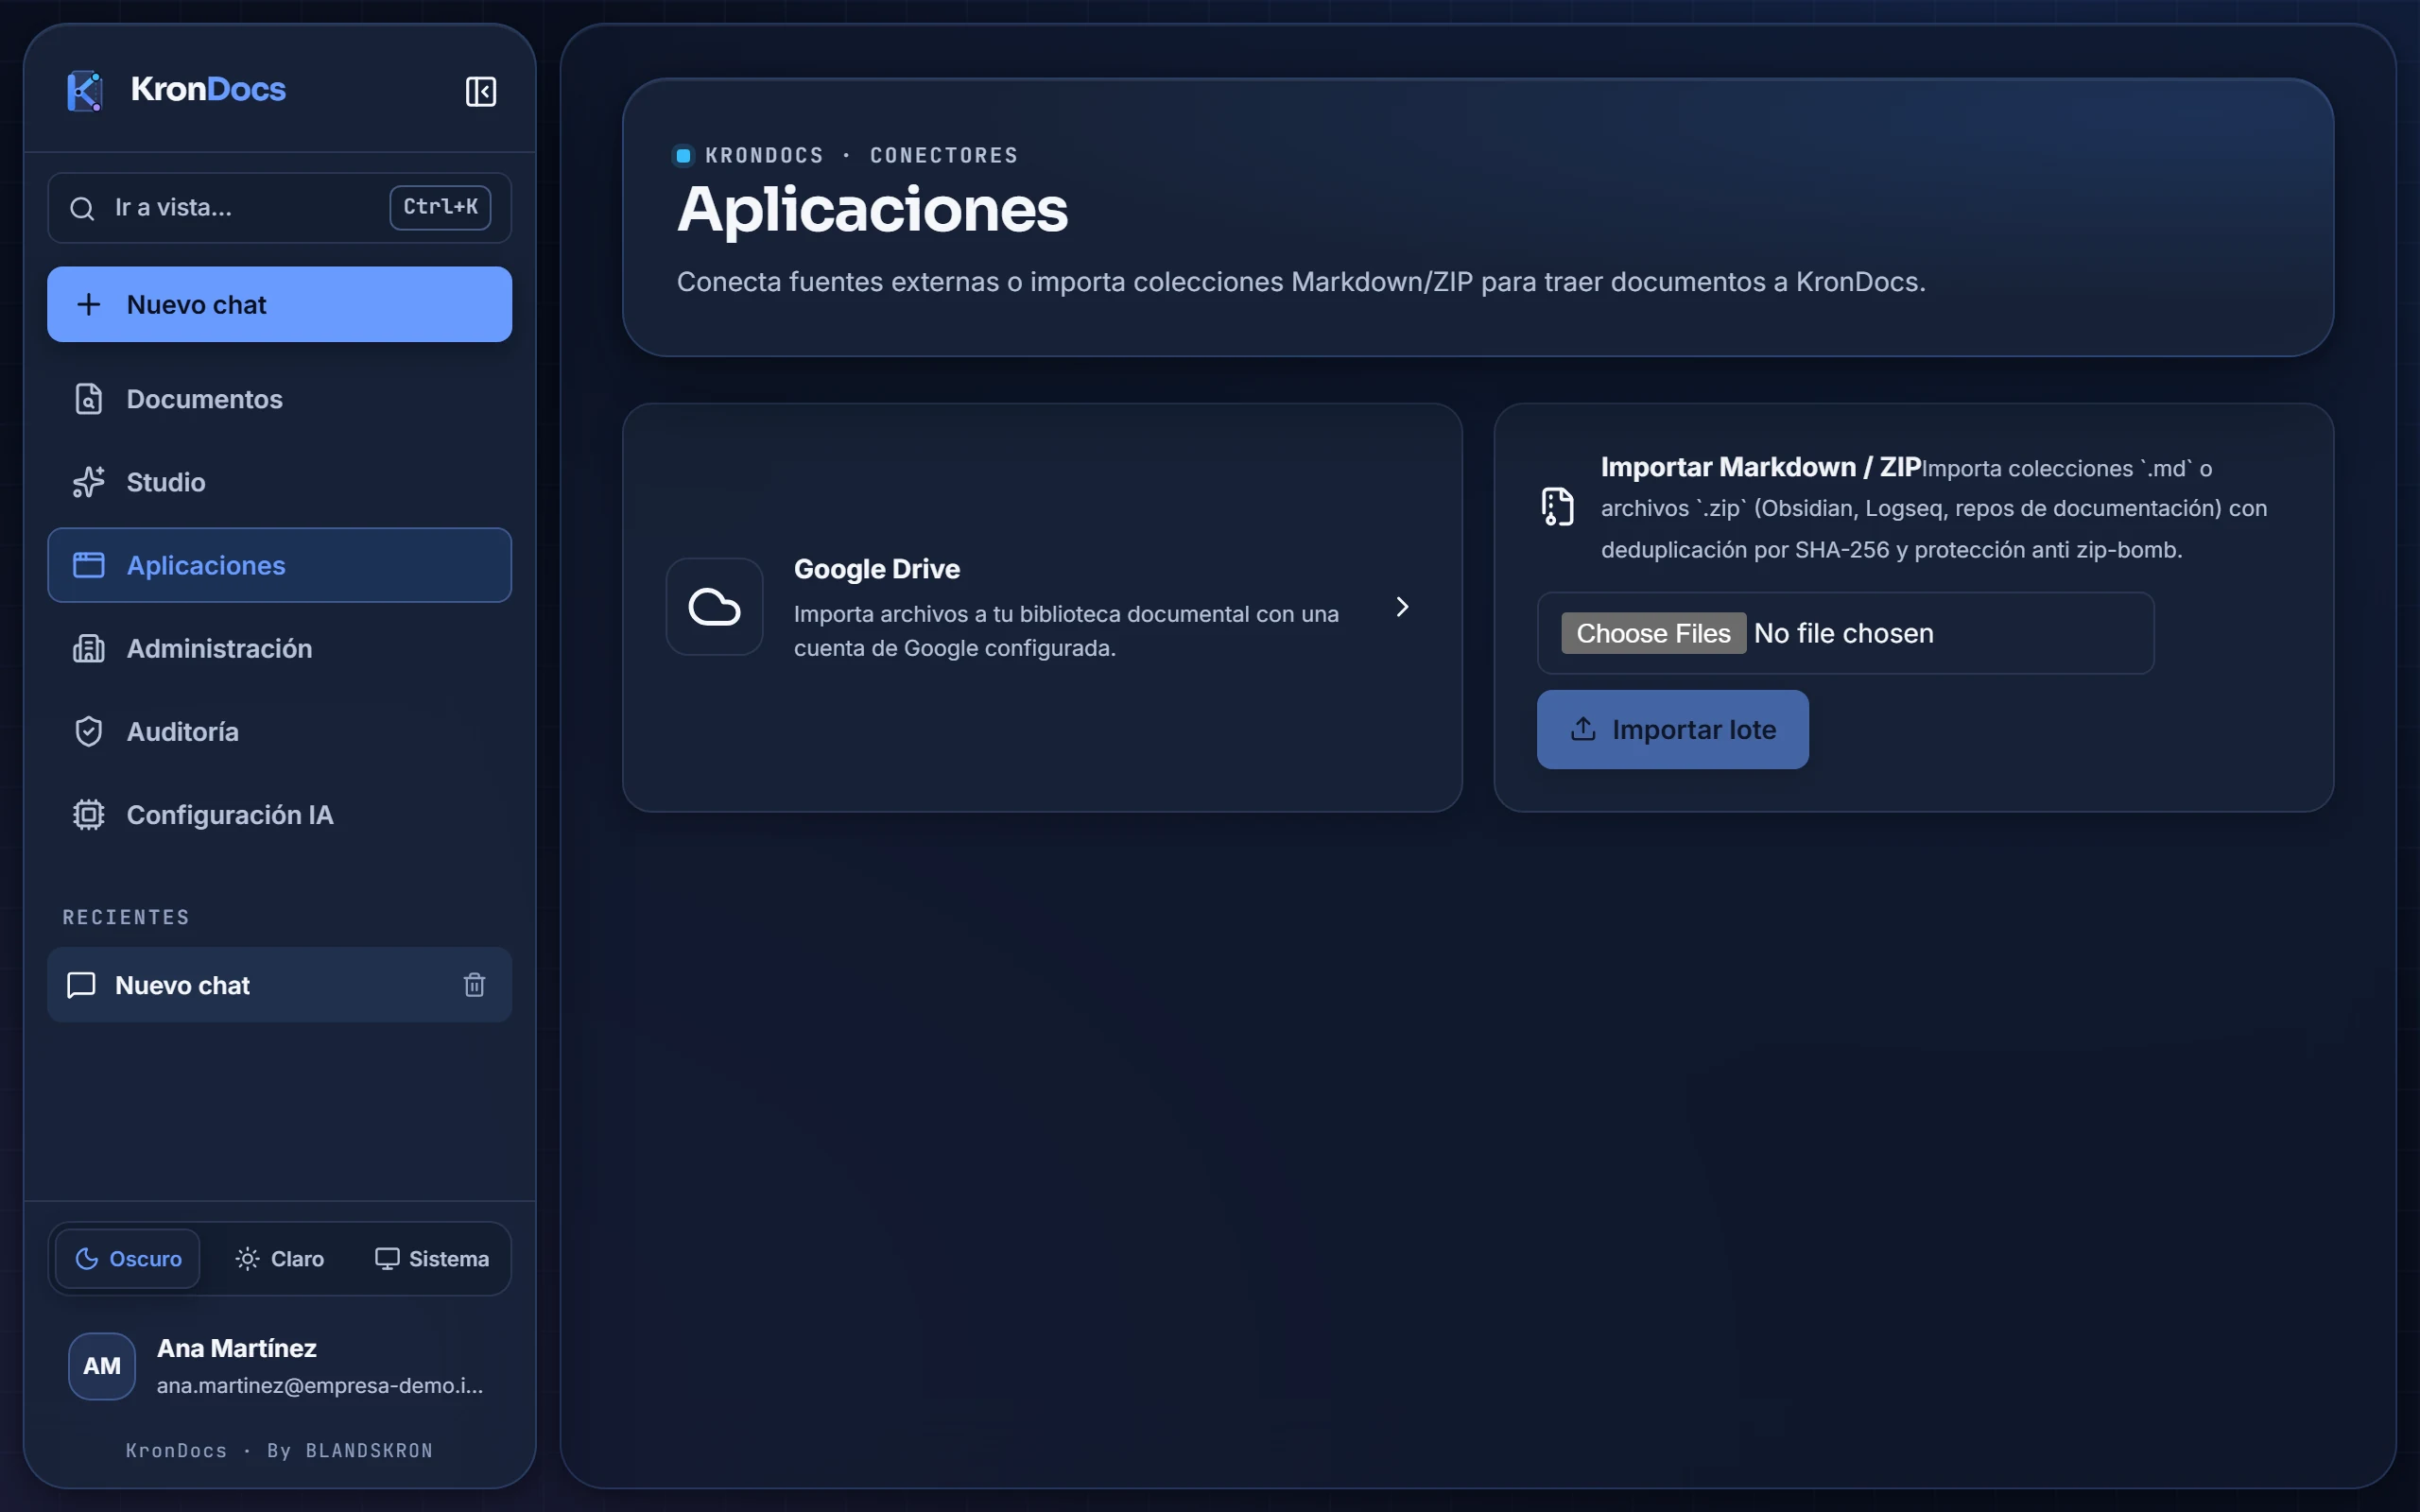 KronDocs
Ir a vista...
Ctrl+K
Nuevo chat
Documentos
Studio
Aplicaciones
Administración
Auditoría
Configuración IA
RECIENTES
Nuevo chat
Oscuro
Claro
Sistema
AM
Ana Martínez
ana.martinez@empresa-demo.i...
KronDocs · By BLANDSKRON
KRONDOCS · CONECTORES
Aplicaciones
Conecta fuentes externas o importa colecciones Markdown/ZIP para traer documentos a KronDocs.
Google Drive
Importa archivos a tu biblioteca documental con una
cuenta de Google configurada.
Importar Markdown / ZIPImporta colecciones `.md` o
archivos `.zip` (Obsidian, Logseq, repos de documentación) con
deduplicación por SHA-256 y protección anti zip-bomb.
Choose Files No file chosen
Importar lote